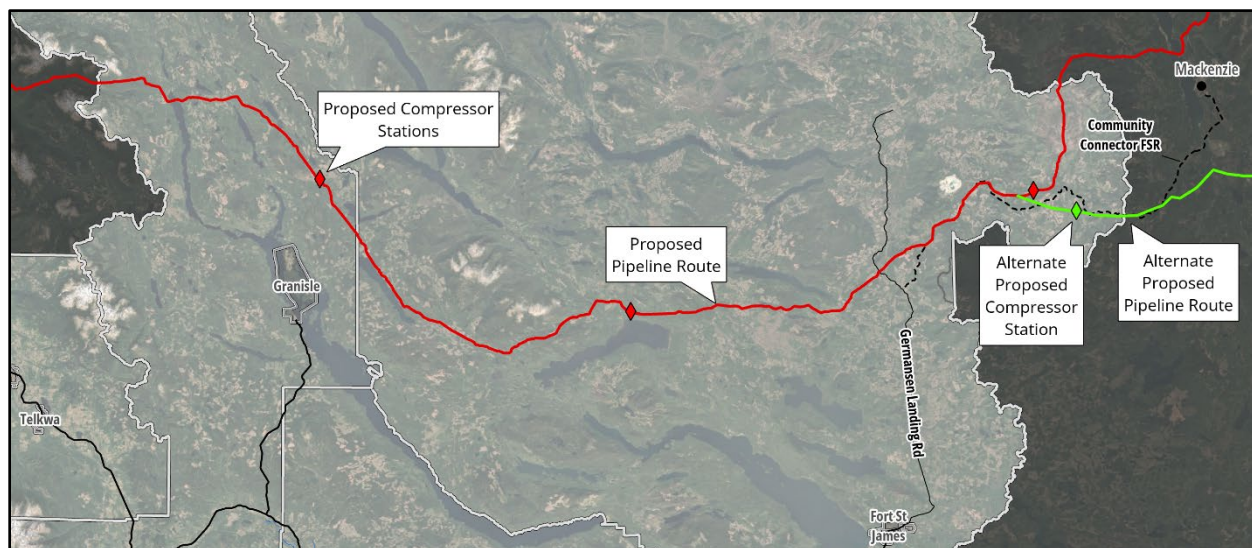 Mackenzie
Proposed Compressor
Stations
Community
Connector FSR
Proposed
Pipeline Route
Alternate
Proposed
Compressor
Station
Alternate
Proposed
Pipeline Route
Granisle
Germansen Landing Rd
Telkwa
Fort St
James